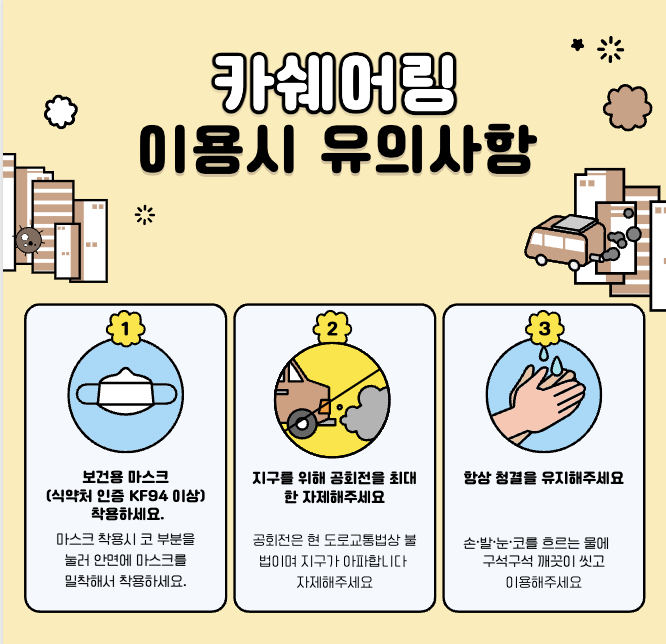 카쉐어링
이용시 유의사항
1
보건용 마스크
(식약처 인증 KF94 이상)
착용하세요.
마스크 착용시 코 부분을
눌러 안면에 마스크를
밀착해서 착용하세요.
2
지구를 위해 공회전을 최대
한 자제해주세요
공회전은 현 도로교통법상 불
법이며 지구가 아파합니다
자제해주세요
3
항상 청결을 유지해주세요
손·발·눈·코를 흐르는 물에
구석구석 깨끗이 씻고
이용해주세요